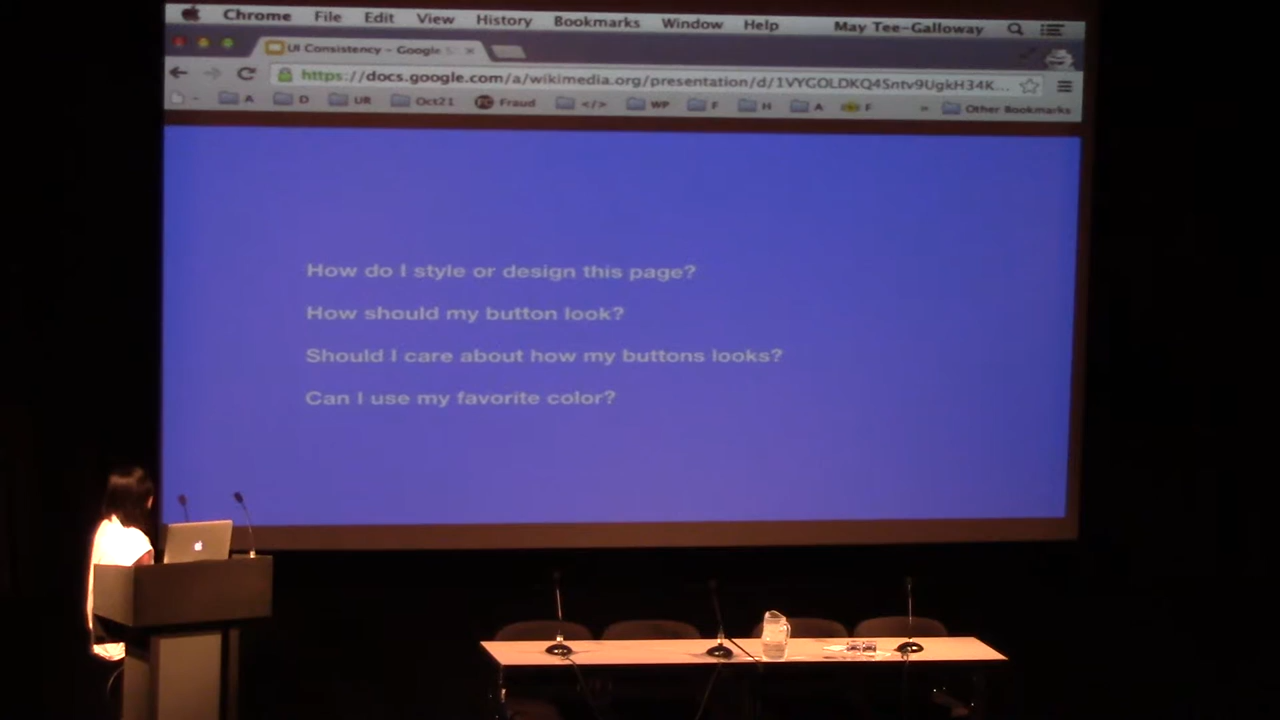 Chrome File Edit View History Bookmarks Window Help May Tee-Galloway
UI Consistency - Google
https://docs.google.com/a/wikimedia.org/presentation/d/1VYGOLDKQ4Sntv9UgkH34K...
A D UR Oct21 Fraud </> WP F H A F » Other Bookmarks
How do I style or design this page?
How should my button look?
Should I care about how my buttons looks?
Can I use my favorite color?